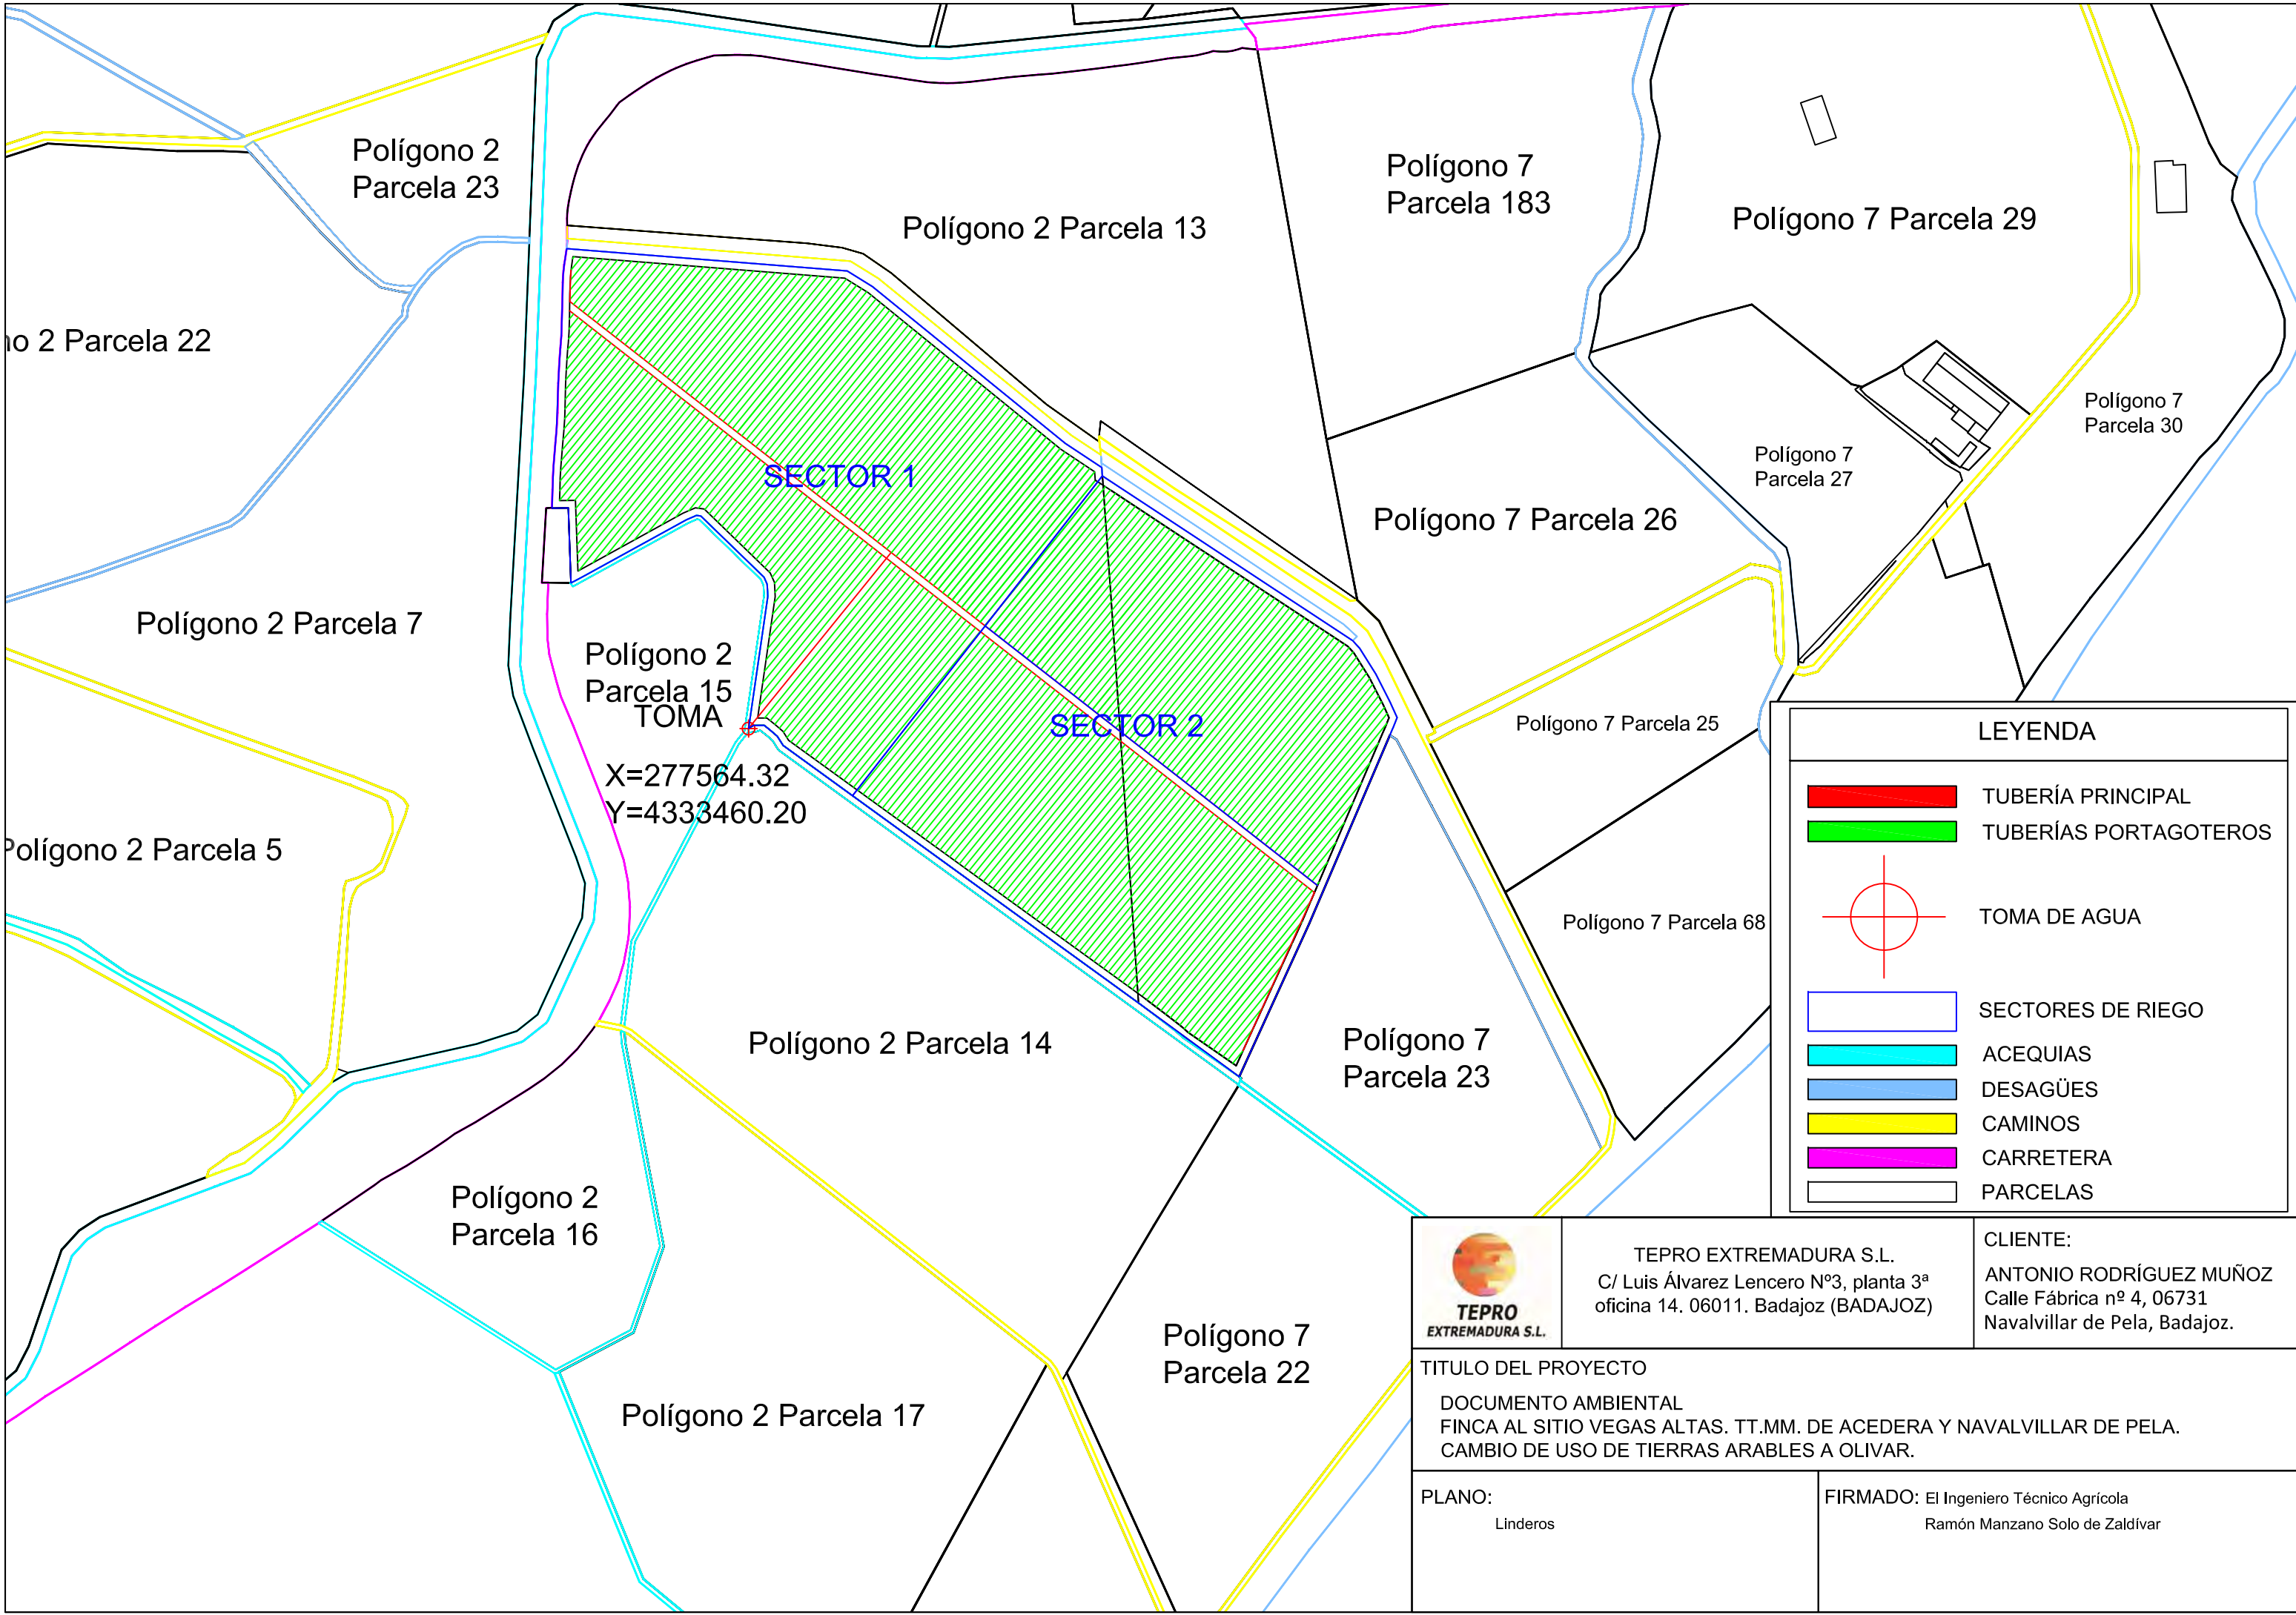 Polígono 2
Parcela 23
Polígono 2 Parcela 13
Polígono 7
Parcela 183
Polígono 7 Parcela 29
no 2 Parcela 22
Polígono 7
Parcela 30
Polígono 7
Parcela 27
SECTOR 1
Polígono 7 Parcela 26
Polígono 2 Parcela 7
Polígono 2
Parcela 15
TOMA
X=277564.32
Y=4333460.20
SECTOR 2
Polígono 7 Parcela 25
Polígono 2 Parcela 5
Polígono 7 Parcela 68
Polígono 2 Parcela 14
Polígono 7
Parcela 23
Polígono 2
Parcela 16
Polígono 7
Parcela 22
Polígono 2 Parcela 17
LEYENDA
TUBERÍA PRINCIPAL
TUBERÍAS PORTAGOTEROS
TOMA DE AGUA
SECTORES DE RIEGO
ACEQUIAS
DESAGÜES
CAMINOS
CARRETERA
PARCELAS
TEPRO
EXTREMADURA S.L.
TEPRO EXTREMADURA S.L.
C/ Luis Álvarez Lencero Nº3, planta 3ª
oficina 14. 06011. Badajoz (BADAJOZ)
CLIENTE:
ANTONIO RODRÍGUEZ MUÑOZ
Calle Fábrica nº 4, 06731
Navalvillar de Pela, Badajoz.
TITULO DEL PROYECTO
DOCUMENTO AMBIENTAL
FINCA AL SITIO VEGAS ALTAS. TT.MM. DE ACEDERA Y NAVALVILLAR DE PELA.
CAMBIO DE USO DE TIERRAS ARABLES A OLIVAR.
PLANO:
Linderos
FIRMADO: El Ingeniero Técnico Agrícola
Ramón Manzano Solo de Zaldívar